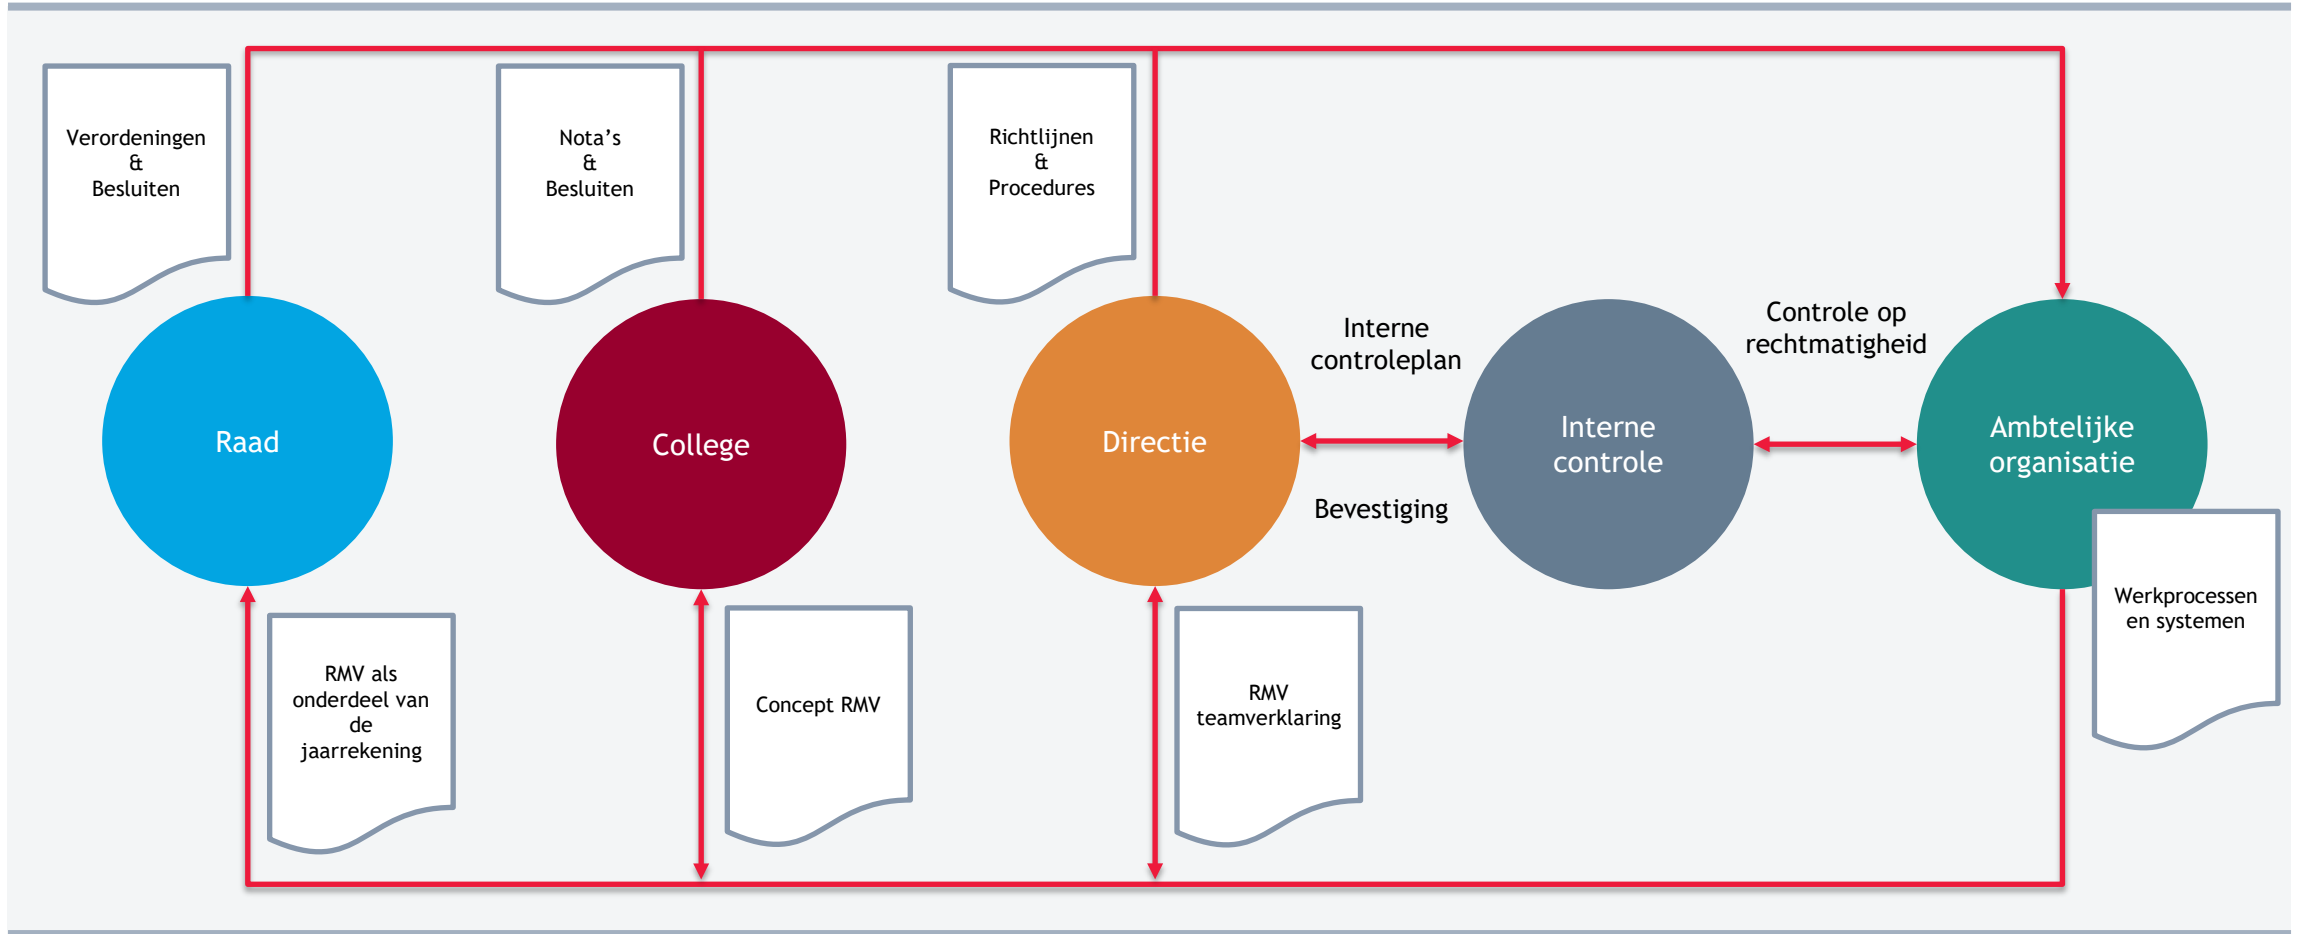 Verordeningen
&
Besluiten
Nota’s
&
Besluiten
Richtlijnen
&
Procedures
Raad
College
Directie
Interne
controleplan
Bevestiging
Interne
controle
Controle op
rechtmatigheid
Ambtelijke
organisatie
Werkprocessen
en systemen
RMV als
onderdeel van
de
jaarrekening
Concept RMV
RMV
teamverklaring